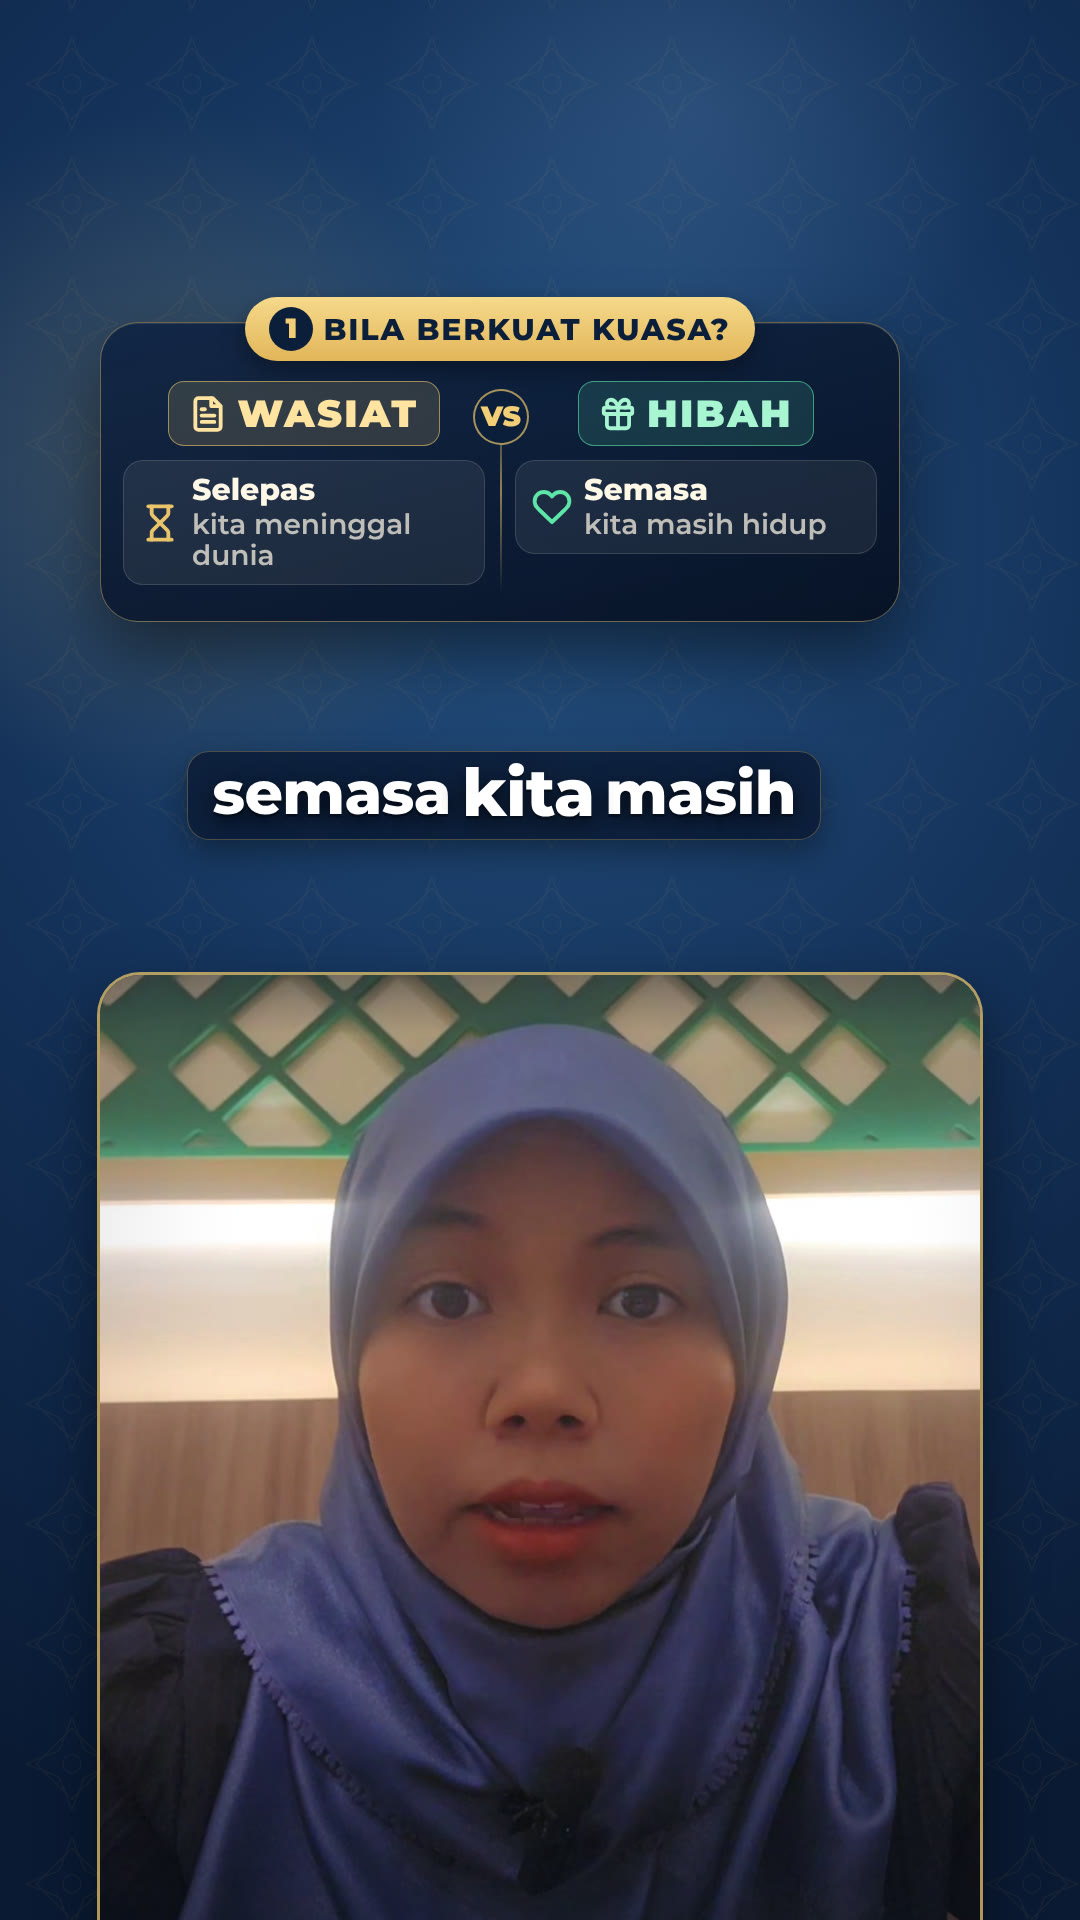 1 BILA BERKUAT KUASA?
WASIAT
VS
HIBAH
Selepas
kita meninggal
dunia
Semasa
kita masih hidup
semasa kita masih